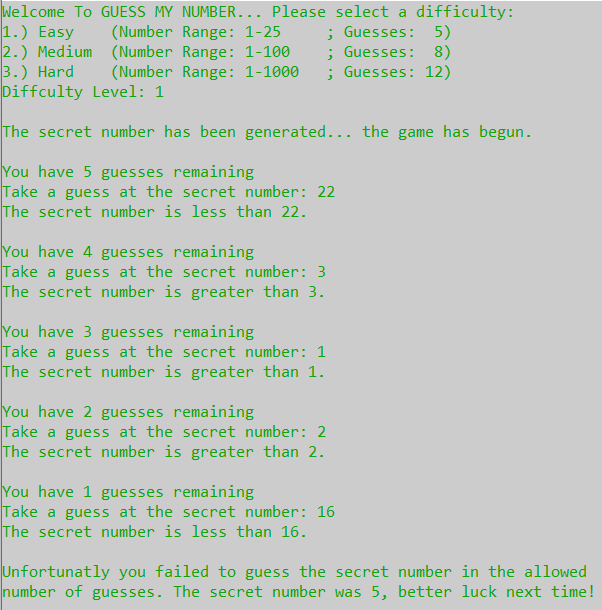 Welcome To GUESS MY NUMBER... Please select a difficulty:
1.) Easy    (Number Range: 1-25     ; Guesses:  5)
2.) Medium  (Number Range: 1-100    ; Guesses:  8)
3.) Hard    (Number Range: 1-1000   ; Guesses: 12)
Diffculty Level: 1
The secret number has been generated... the game has begun.
You have 5 guesses remaining
Take a guess at the secret number: 22
The secret number is less than 22.
You have 4 guesses remaining
Take a guess at the secret number: 3
The secret number is greater than 3.
You have 3 guesses remaining
Take a guess at the secret number: 1
The secret number is greater than 1.
You have 2 guesses remaining
Take a guess at the secret number: 2
The secret number is greater than 2.
You have 1 guesses remaining
Take a guess at the secret number: 16
The secret number is less than 16.
Unfortunatly you failed to guess the secret number in the allowed
number of guesses. The secret number was 5, better luck next time!